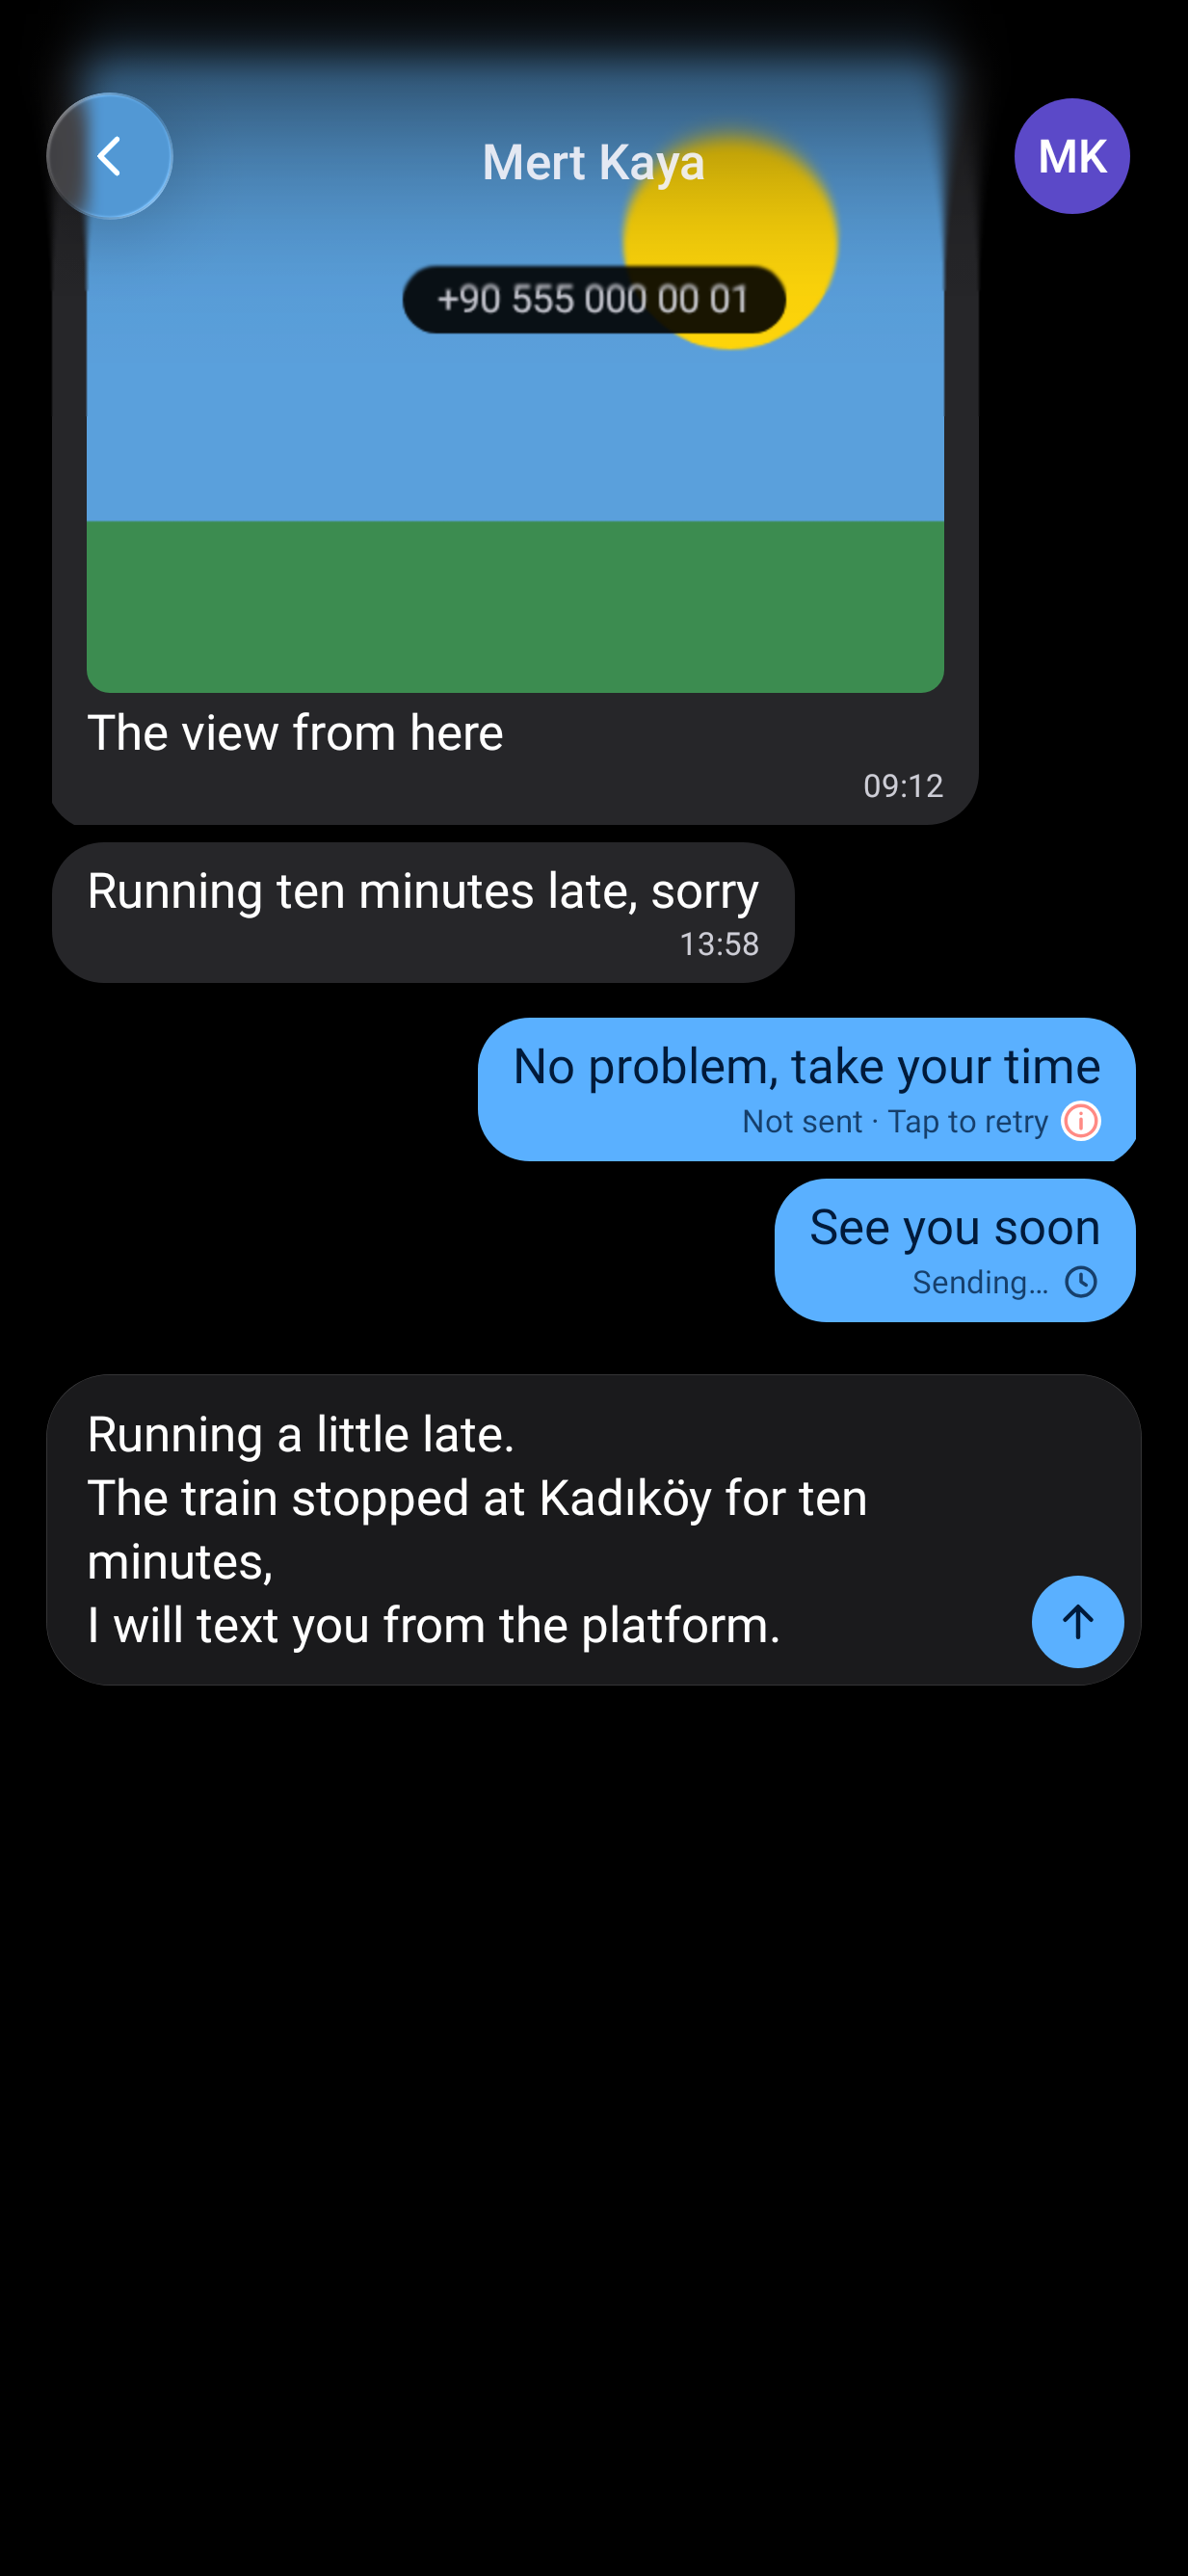 Mert Kaya
MK
+90 555 000 00 01
The view from here
09:12
Running ten minutes late, sorry
13:58
No problem, take your time
Not sent · Tap to retry
See you soon
Sending…
Running a little late.
The train stopped at Kadıköy for ten
minutes,
I will text you from the platform.